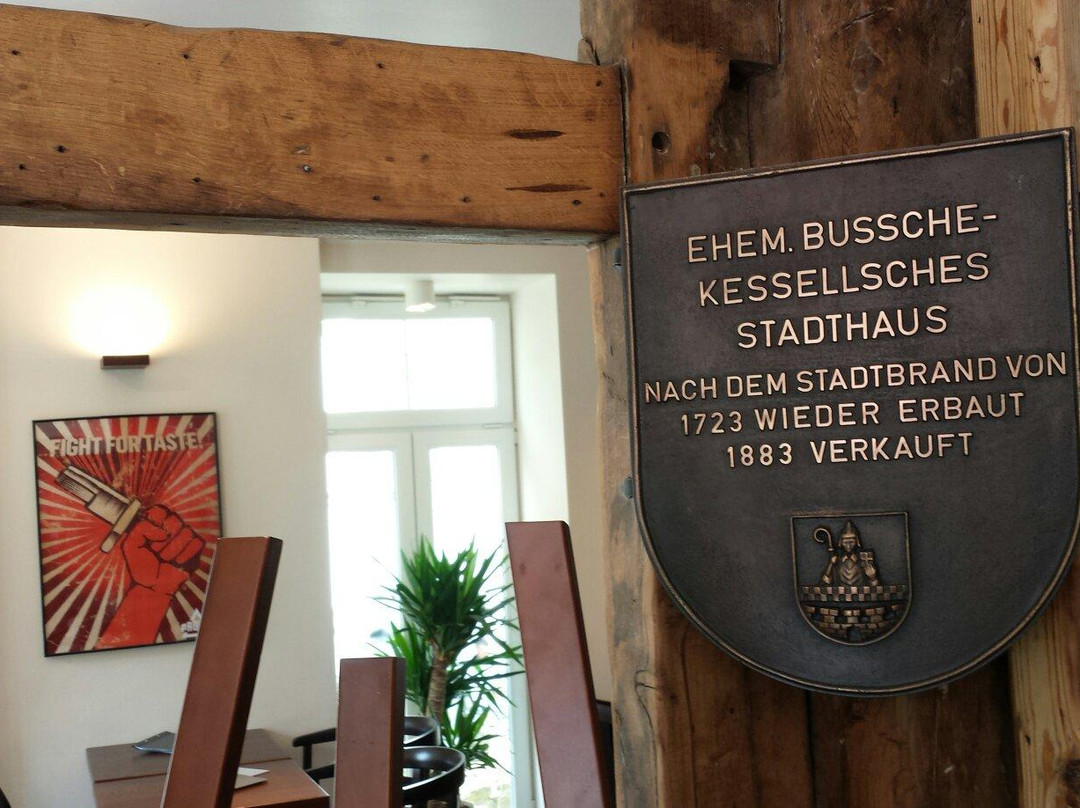 FIGHT FOR TASTE!
EHEM. BUSSCHE-
KESSELLSCHES
STADTHAUS
NACH DEM STADTBRAND VON
1723 WIEDER ERBAUT
1883 VERKAUFT